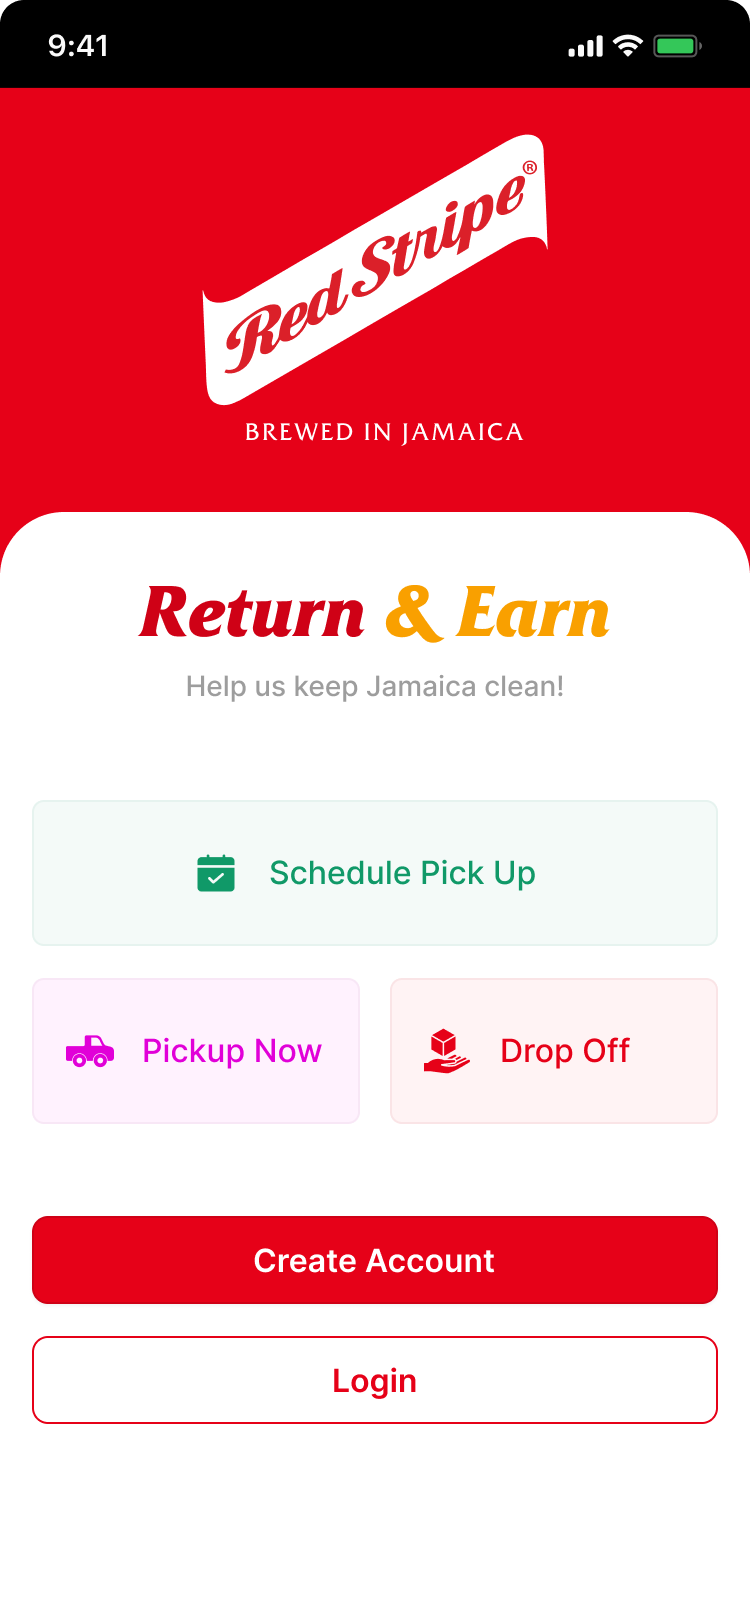 9:41
Red Stripe®
BREWED IN JAMAICA
Return & Earn
Help us keep Jamaica clean!
Schedule Pick Up
Pickup Now
Drop Off
Create Account
Login